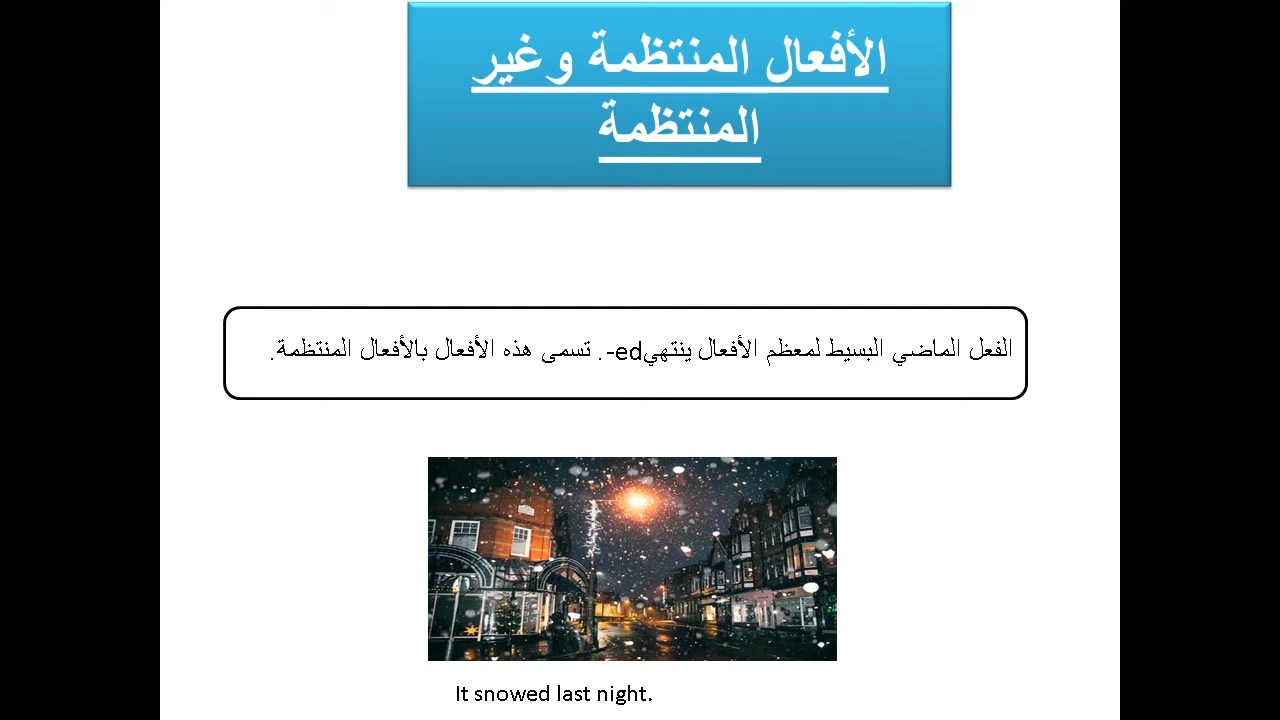 الأفعال المنتظمة وغير
المنتظمة
الفعل الماضي البسيط لمعظم الأفعال ينتهيed-. تسمى هذه الأفعال بالأفعال المنتظمة.
It snowed last night.